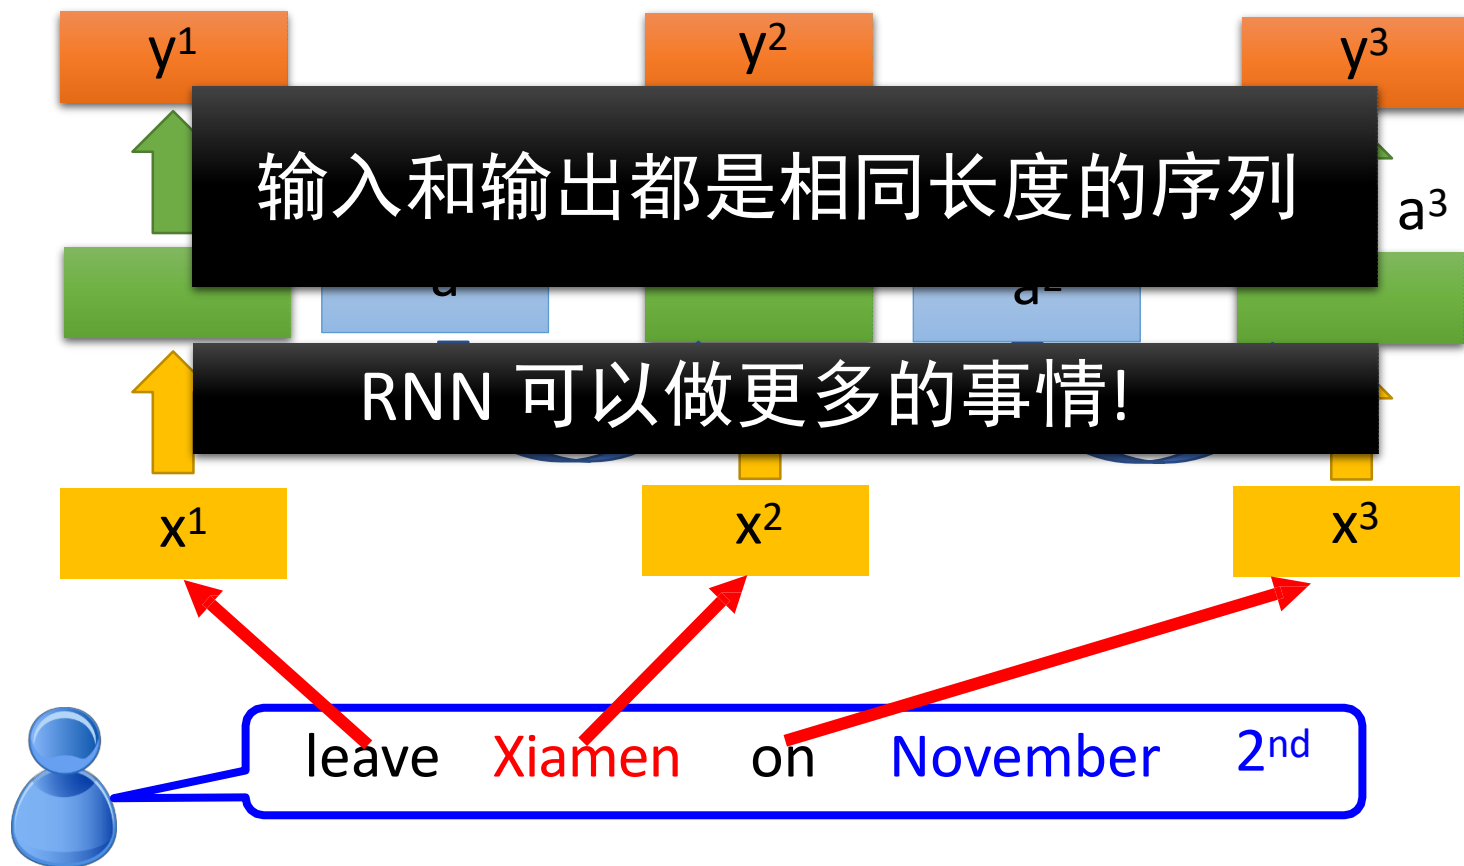 y¹ y² y³
输入和输出都是相同长度的序列
a³
RNN 可以做更多的事情!
x¹ x² x³
leave Xiamen on November 2ⁿᵈ